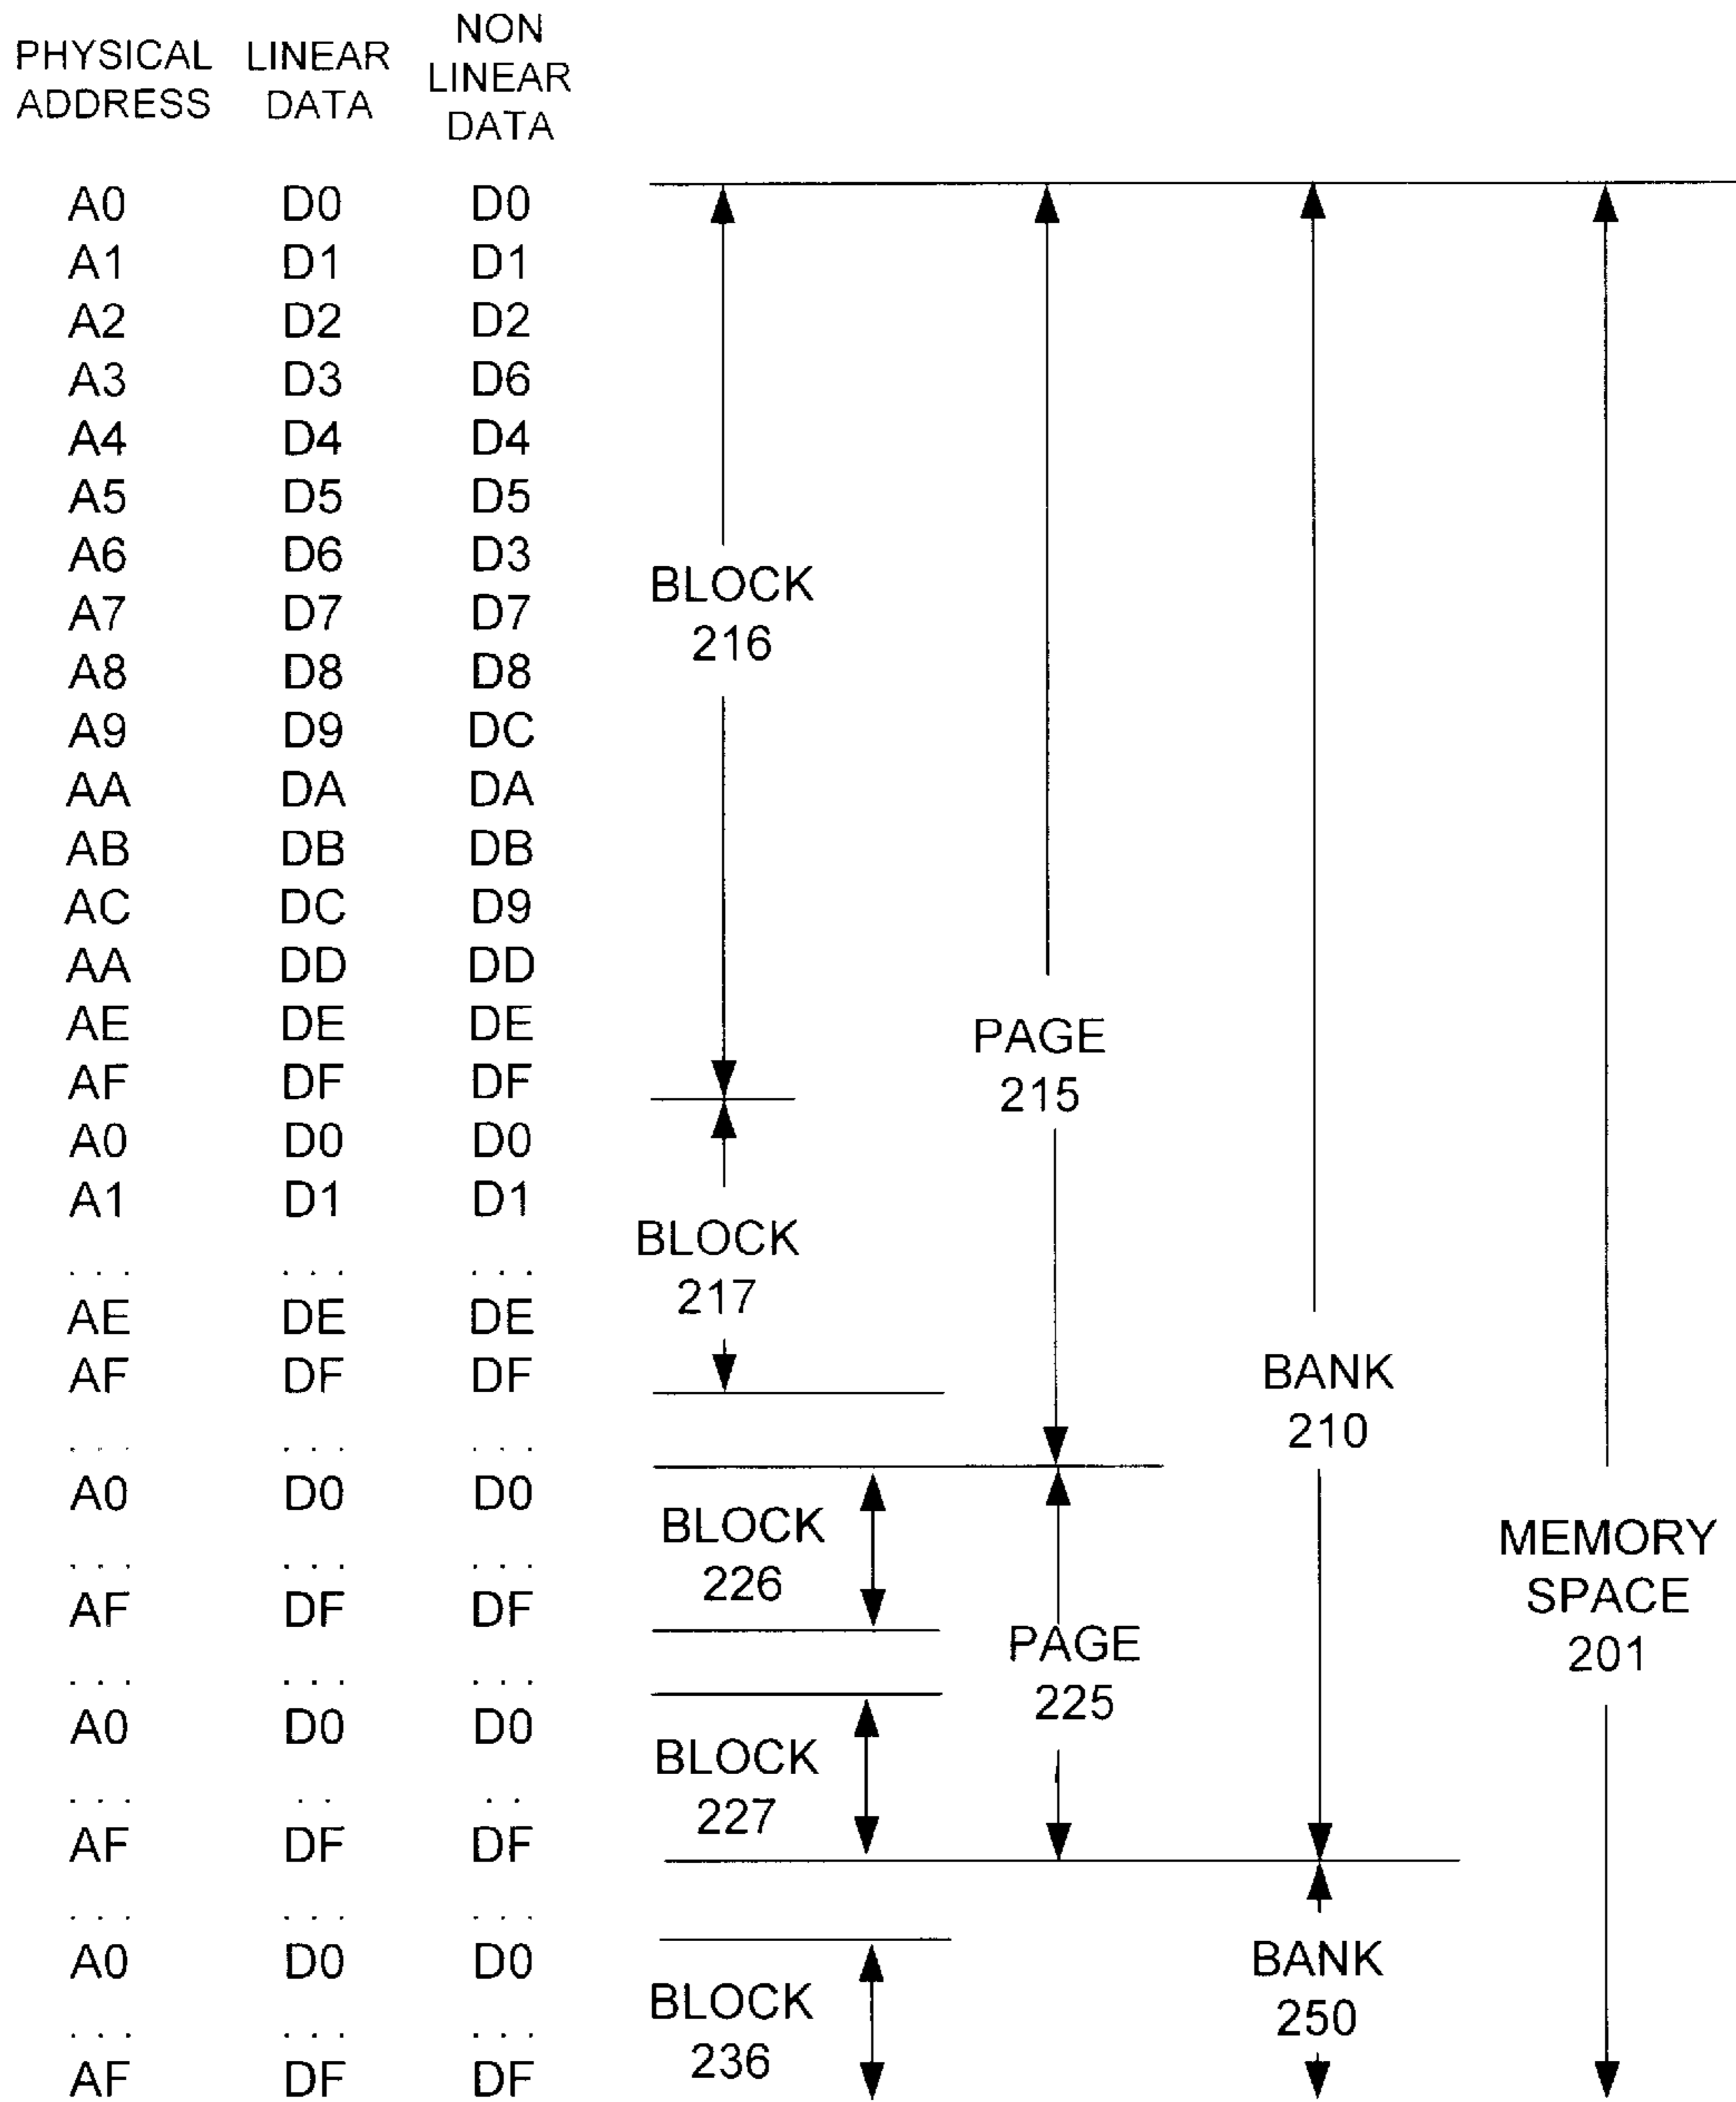 PHYSICAL ADDRESS LINEAR DATA NON LINEAR DATA
A0 D0 D0
A1 D1 D1
A2 D2 D2
A3 D3 D6
A4 D4 D4
A5 D5 D5
A6 D6 D3
A7 D7 D7
A8 D8 D8
A9 D9 DC
AA DA DA
AB DB DB
AC DC D9
AA DD DD
AE DE DE
AF DF DF
A0 D0 D0
A1 D1 D1
. . . . . . . . .
AE DE DE
AF DF DF
. . . . . . . . .
A0 D0 D0
. . . . . . . . .
AF DF DF
. . . . . . . . .
A0 D0 D0
. . . . . . .
AF DF DF
. . . . . . . . .
A0 D0 D0
. . . . . . . . .
AF DF DF
BLOCK
216
BLOCK
217
BLOCK
226
BLOCK
227
BLOCK
236
PAGE
215
PAGE
225
BANK
210
BANK
250
MEMORY
SPACE
201